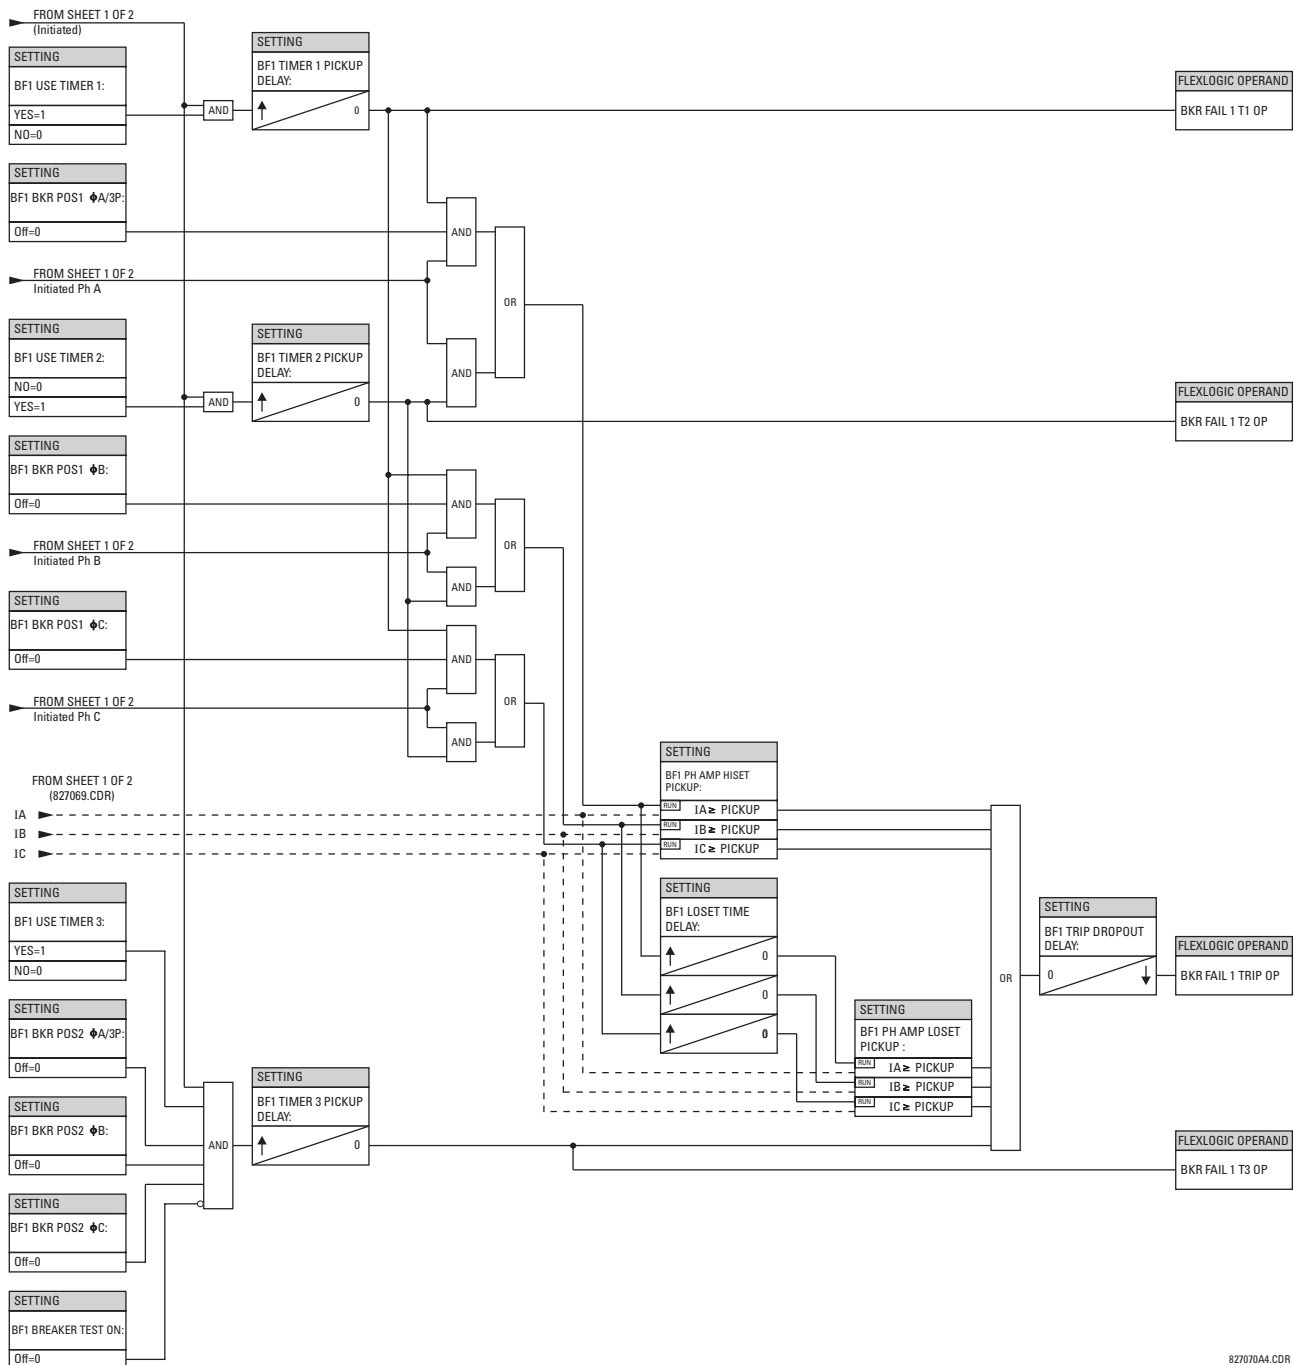 FROM SHEET 1 OF 2
(Initiated)
SETTING
BF1 USE TIMER 1:
YES=1
NO=0
SETTING
BF1 TIMER 1 PICKUP
DELAY:
0
AND
FLEXLOGIC OPERAND
BKR FAIL 1 T1 OP
SETTING
BF1 BKR POS1 ϕA/3P:
Off=0
AND
FROM SHEET 1 OF 2
Initiated Ph A
OR
SETTING
BF1 USE TIMER 2:
NO=0
YES=1
AND
SETTING
BF1 TIMER 2 PICKUP
DELAY:
0
AND
FLEXLOGIC OPERAND
BKR FAIL 1 T2 OP
SETTING
BF1 BKR POS1 ϕB:
Off=0
AND
FROM SHEET 1 OF 2
Initiated Ph B
OR
AND
SETTING
BF1 BKR POS1 ϕC:
Off=0
AND
FROM SHEET 1 OF 2
Initiated Ph C
OR
AND
FROM SHEET 1 OF 2
(827069.CDR)
IA
IB
IC
SETTING
BF1 PH AMP HISET
PICKUP:
RUN IA ≥ PICKUP
RUN IB ≥ PICKUP
RUN IC ≥ PICKUP
SETTING
BF1 USE TIMER 3:
YES=1
NO=0
SETTING
BF1 LOSET TIME
DELAY:
0
0
0
SETTING
BF1 PH AMP LOSET
PICKUP :
RUN IA ≥ PICKUP
RUN IB ≥ PICKUP
RUN IC ≥ PICKUP
OR
SETTING
BF1 TRIP DROPOUT
DELAY:
0
FLEXLOGIC OPERAND
BKR FAIL 1 TRIP OP
SETTING
BF1 BKR POS2 ϕA/3P:
Off=0
SETTING
BF1 BKR POS2 ϕB:
Off=0
AND
SETTING
BF1 TIMER 3 PICKUP
DELAY:
0
FLEXLOGIC OPERAND
BKR FAIL 1 T3 OP
SETTING
BF1 BKR POS2 ϕC:
Off=0
SETTING
BF1 BREAKER TEST ON:
Off=0
827070A4.CDR